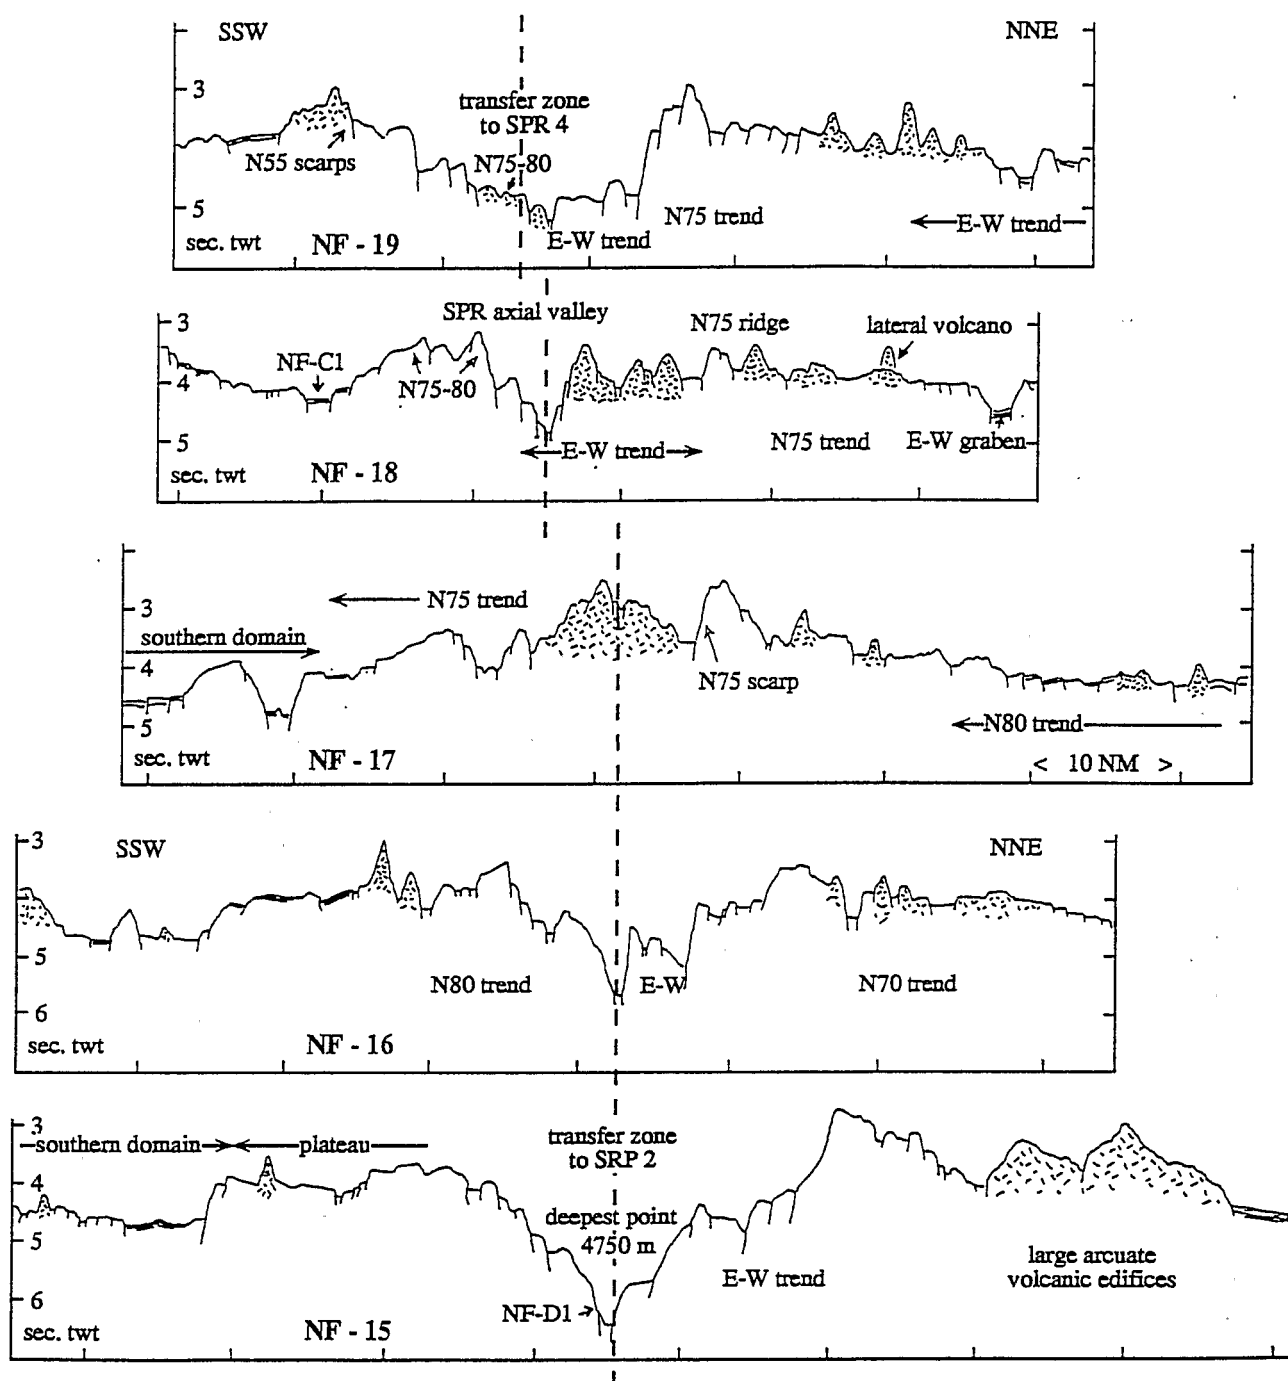 SSW
NNE
3
transfer zone
to SPR 4
N55 scarps
N75-80
5
N75 trend
E-W trend
sec. twt
NF - 19
E-W trend
SPR axial valley
3
N75 ridge
lateral volcano
NF-C1
4
N75-80
5
E-W trend
N75 trend
E-W graben
sec. twt
NF - 18
3
N75 trend
southern domain
4
N75 scarp
5
N80 trend
sec. twt
NF - 17
< 10 NM >
3
SSW
NNE
5
N80 trend
E-W
N70 trend
6
sec. twt
NF - 16
3
southern domain
plateau
transfer zone
to SRP 2
4
deepest point
4750 m
5
E-W trend
large arcuate
volcanic edifices
6
NF-D1
sec. twt
NF - 15